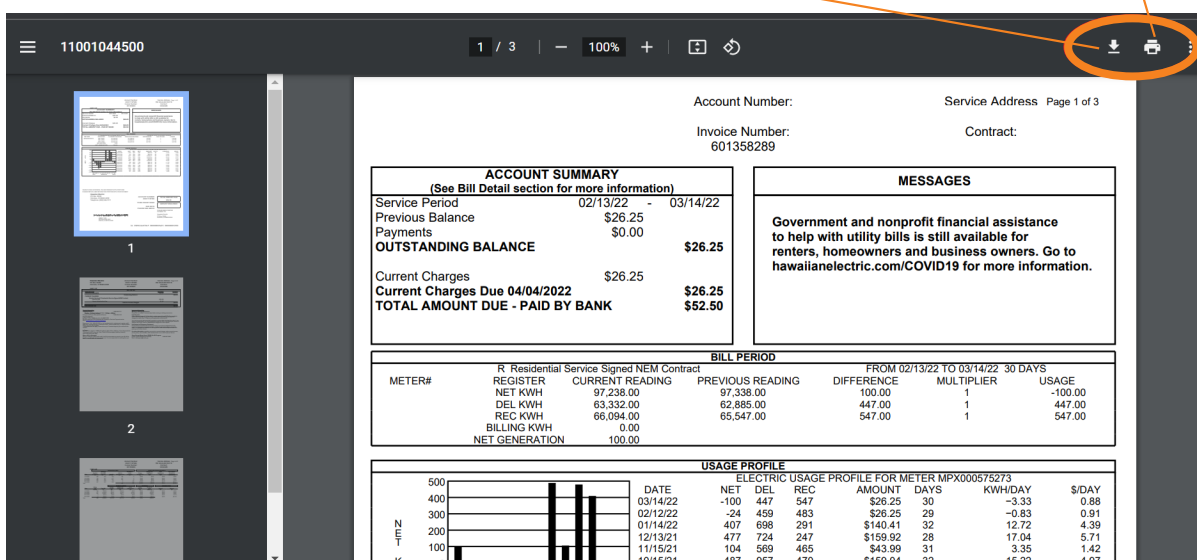 11001044500
1 / 3 | − 100% +
Account Number: Service Address Page 1 of 3
Invoice Number: Contract:
601358289
ACCOUNT SUMMARY
(See Bill Detail section for more information)
Service Period 02/13/22 - 03/14/22
Previous Balance $26.25
Payments $0.00
OUTSTANDING BALANCE $26.25
Current Charges $26.25
Current Charges Due 04/04/2022 $26.25
TOTAL AMOUNT DUE - PAID BY BANK $52.50
MESSAGES
Government and nonprofit financial assistance
to help with utility bills is still available for
renters, homeowners and business owners. Go to
hawaiianelectric.com/COVID19 for more information.
1
2
BILL PERIOD
R Residential Service Signed NEM Contract FROM 02/13/22 TO 03/14/22 30 DAYS
METER# REGISTER CURRENT READING PREVIOUS READING DIFFERENCE MULTIPLIER USAGE
NET KWH 97,238.00 97,338.00 100.00 1 -100.00
DEL KWH 63,332.00 62,885.00 447.00 1 447.00
REC KWH 66,094.00 65,547.00 547.00 1 547.00
BILLING KWH 0.00
NET GENERATION 100.00
USAGE PROFILE
ELECTRIC USAGE PROFILE FOR METER MPX000575273
500
400
300
200
100
NET
K
DATE NET DEL REC AMOUNT DAYS KWH/DAY $/DAY
03/14/22 -100 447 547 $26.25 30 −3.33 0.88
02/12/22 -24 459 483 $26.25 29 −0.83 0.91
01/14/22 407 698 291 $140.41 32 12.72 4.39
12/13/21 477 724 247 $159.92 28 17.04 5.71
11/15/21 104 569 465 $43.99 31 3.35 1.42